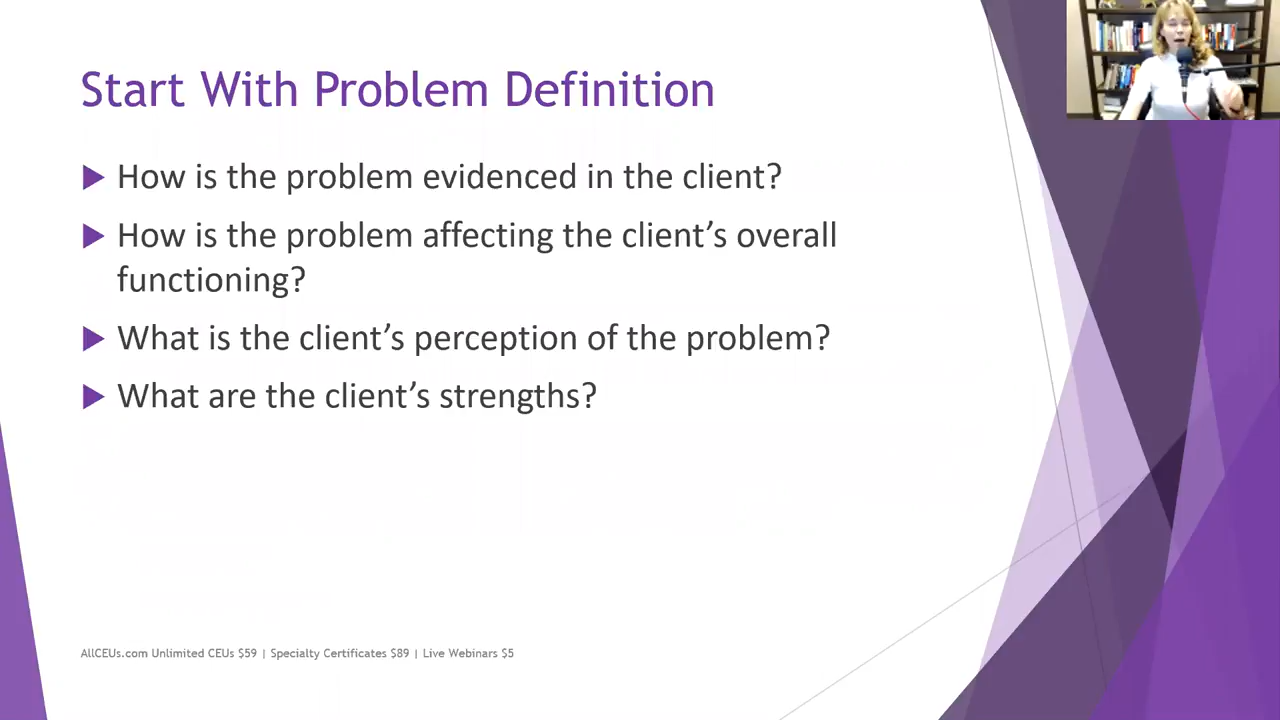 Start With Problem Definition
How is the problem evidenced in the client?
How is the problem affecting the client’s overall
functioning?
What is the client’s perception of the problem?
What are the client’s strengths?
AllCEUs.com Unlimited CEUs $59 | Specialty Certificates $89 | Live Webinars $5